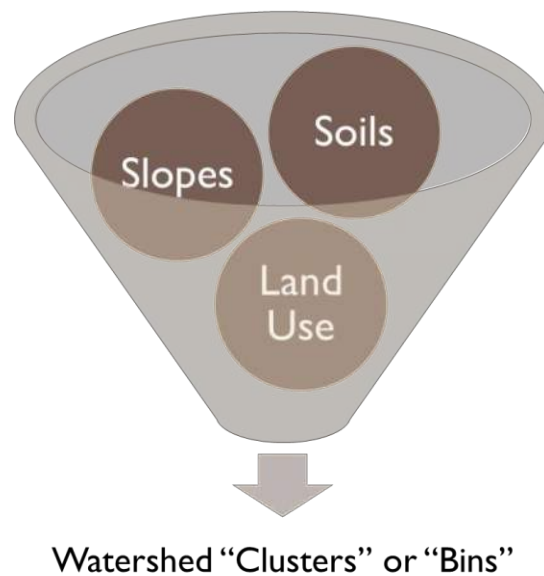 Soils
Slopes
Land
Use
Watershed “Clusters” or “Bins”